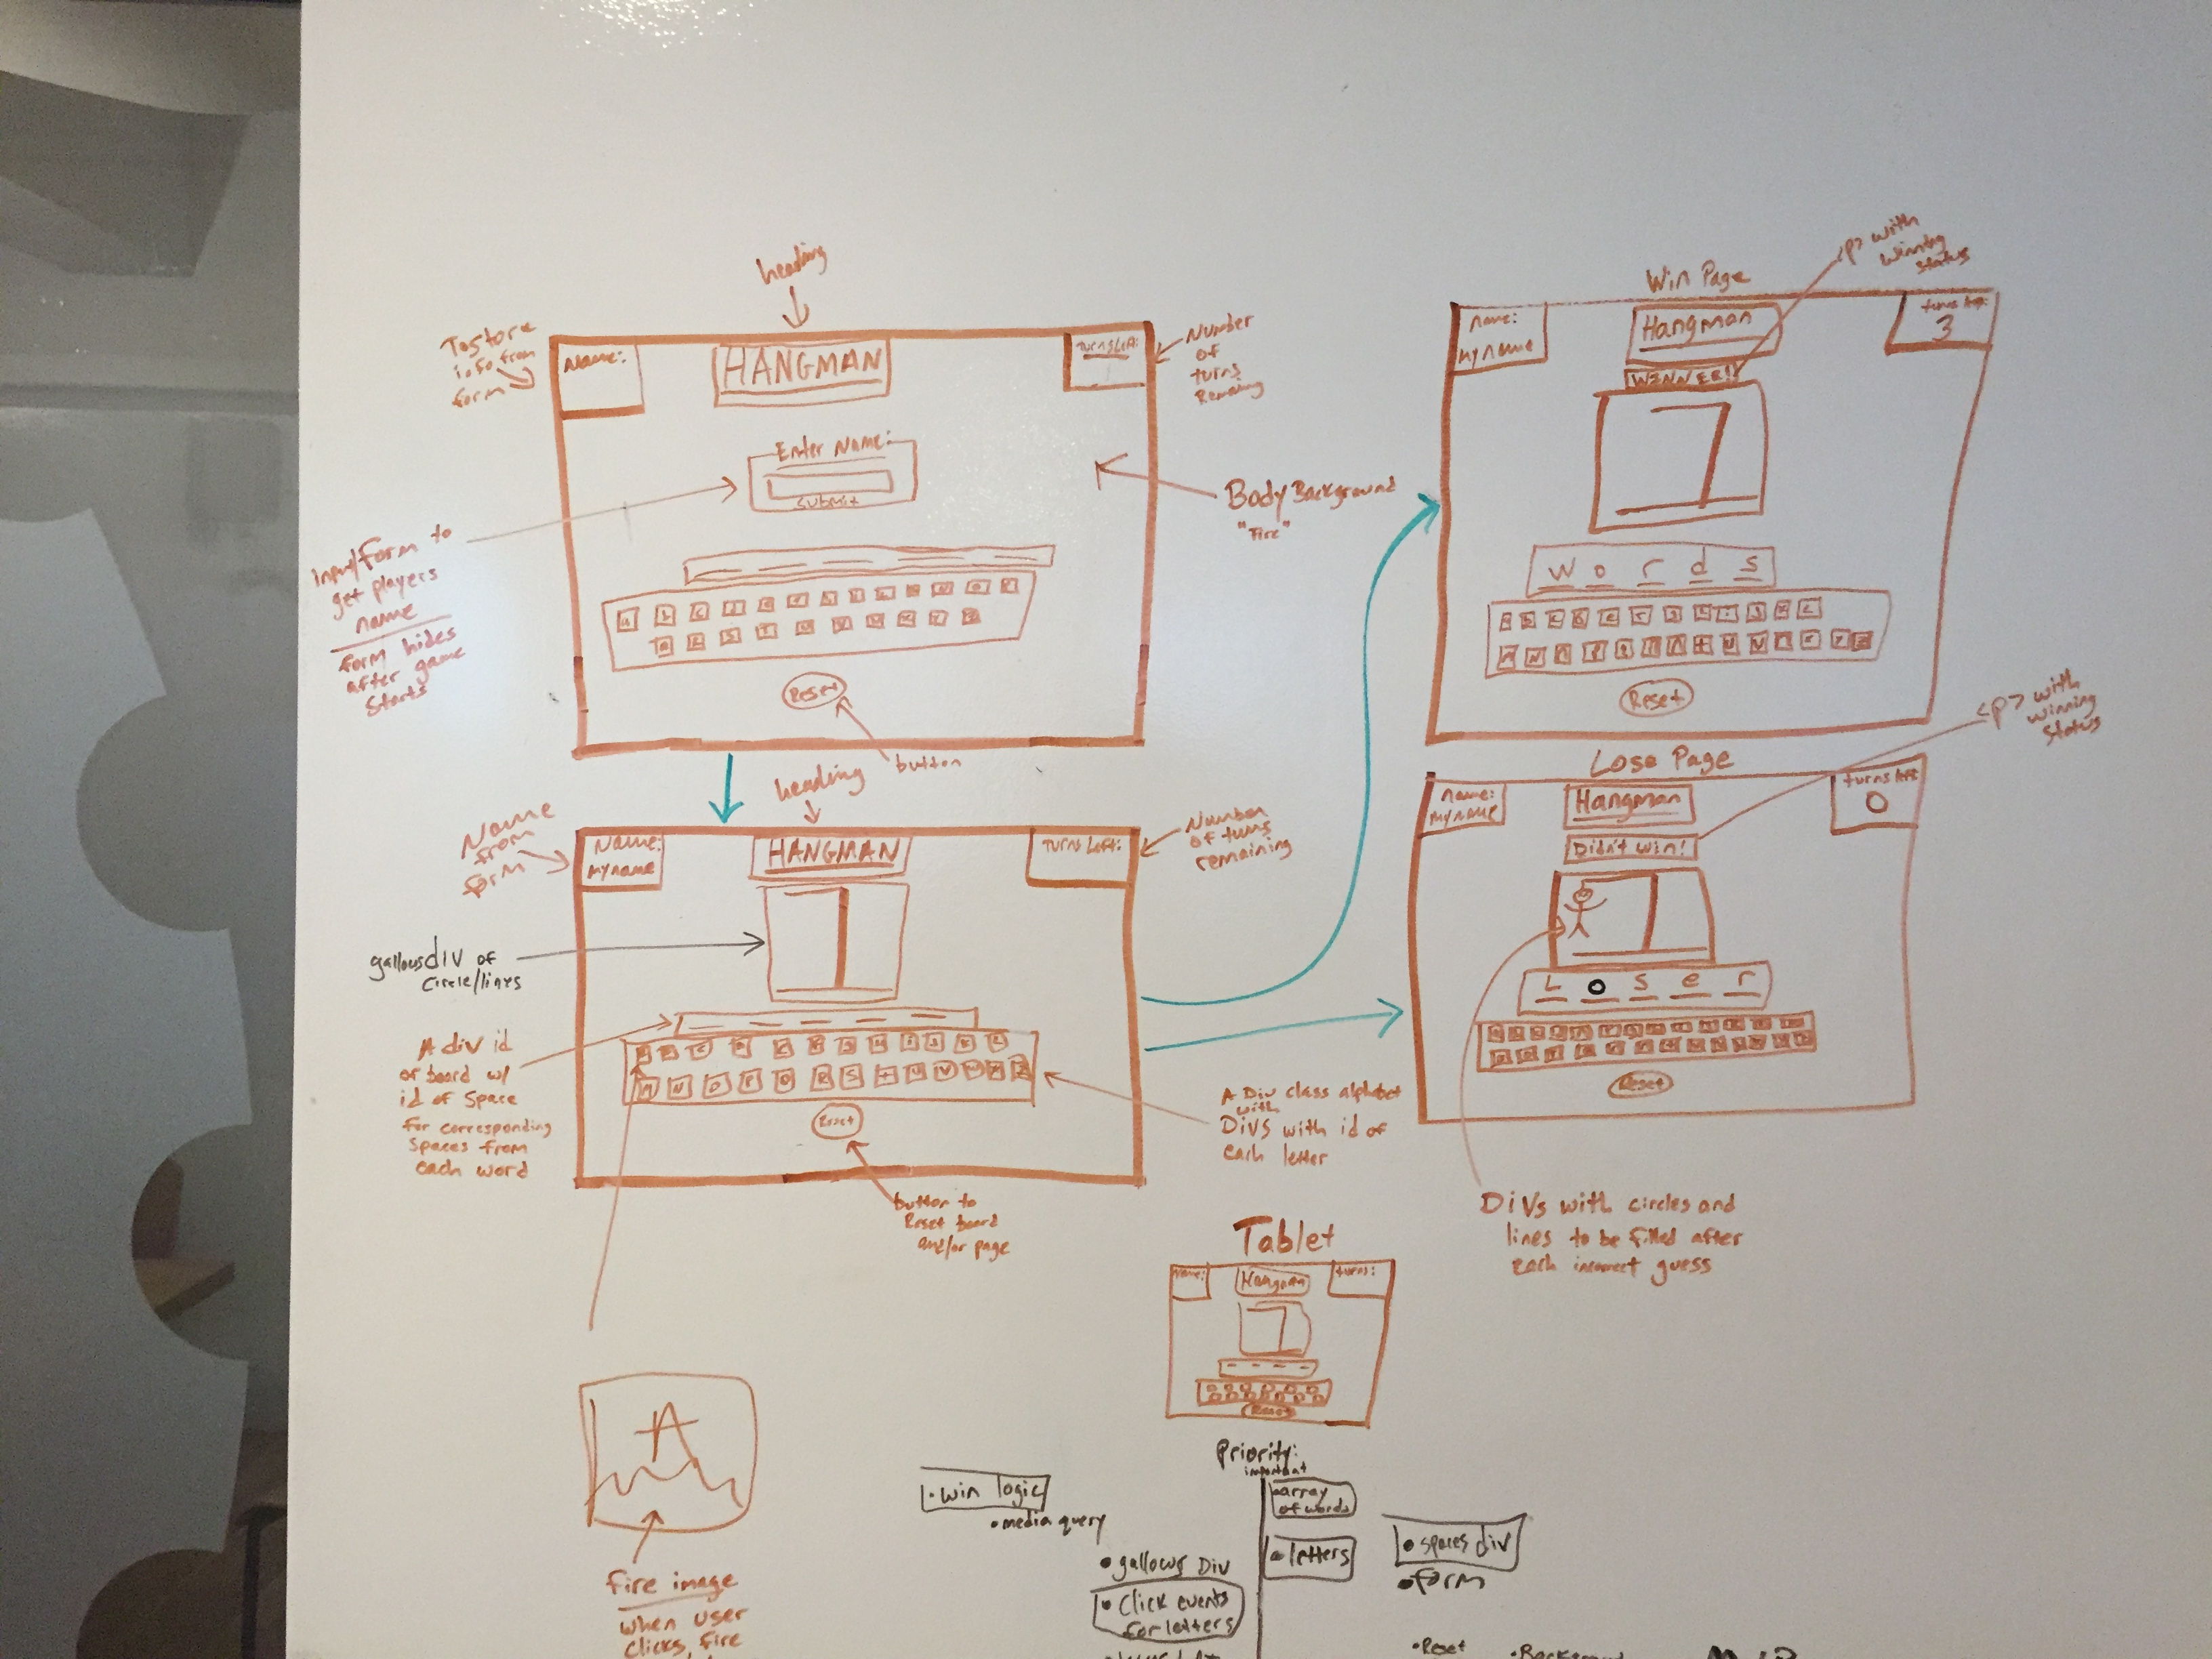 heading
To store
info from
form
Name:
HANGMAN
Turns Left:
Number
of
turns
Remaining
Enter Name:
submit
Body Background
"Fire"
Input/form to
get players
name
form hides
after game
starts
Reset
button
heading
Name
from
form
Name:
myname
HANGMAN
Turns Left:
Number
of turns
remaining
gallows div of
circle/lines
A div id
of board w/
id of space
for corresponding
spaces from
each word
Reset
A Div class alphabet
with
Divs with id of
each letter
button to
Reset board
and/or page
Win Page
<p> with
winning
status
name:
myname
Hangman
turns left:
3
WINNER!!
W o r d s
Reset
Lose Page
<p> with
winning
status
name:
myname
Hangman
turns left
0
Didn't win!
L o s e r
Reset
Divs with circles and
lines to be filled after
each incorrect guess
Tablet
name:
Hangman
turns:
Reset
A
fire image
when user
clicks, fire
Priority:
important
• win logic
• media query
• array
of words
• gallows Div
• letters
• spaces div
• form
• Click events
for letters
• Reset
• Background